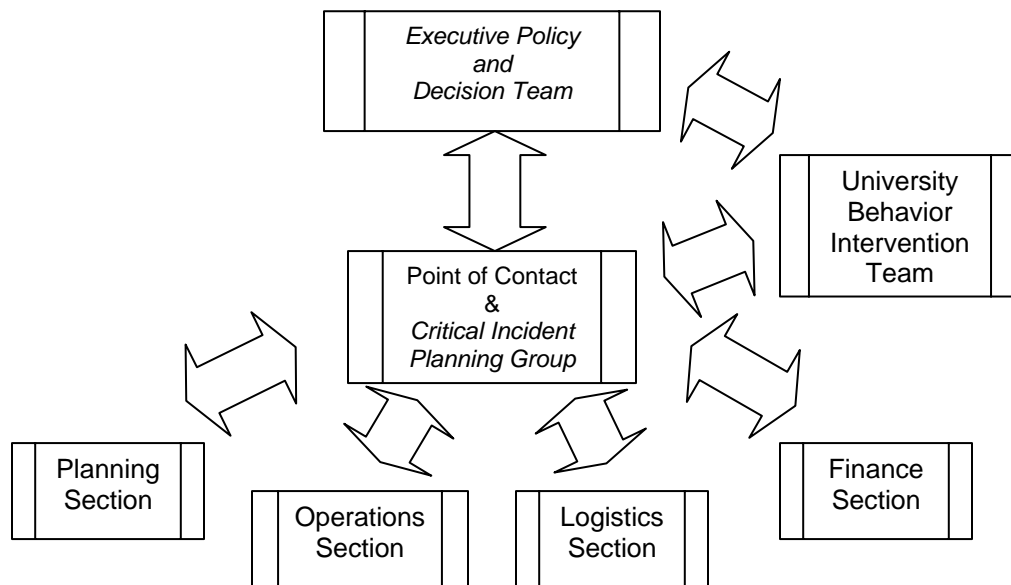 Executive Policy
and
Decision Team
University
Behavior
Intervention
Team
Point of Contact
&
Critical Incident
Planning Group
Planning
Section
Operations
Section
Logistics
Section
Finance
Section